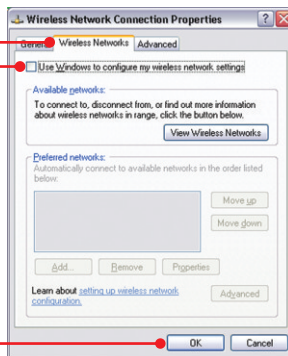 Wireless Network Connection Properties
General Wireless Networks Advanced
Use Windows to configure my wireless network settings
Available networks:
To connect to, disconnect from, or find out more information
about wireless networks in range, click the button below.
View Wireless Networks
Preferred networks:
Automatically connect to available networks in the order listed
below:
Move up
Move down
Add... Remove Properties
Learn about setting up wireless network
configuration.
Advanced
OK Cancel